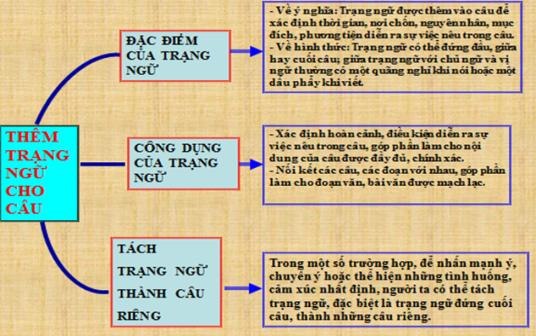 THÊM
TRẠNG
NGỮ
CHO
CÂU
ĐẶC ĐIỂM
CỦA TRẠNG
NGỮ
- Về ý nghĩa: Trạng ngữ được thêm vào câu để
xác định thời gian, nơi chốn, nguyên nhân, mục
đích, phương tiện diễn ra sự việc nêu trong câu.
- Về hình thức: Trạng ngữ có thể đứng đầu, giữa
hay cuối câu; giữa trạng ngữ với chủ ngữ và vị
ngữ thường có một quãng nghỉ khi nói hoặc một
dấu phẩy khi viết.
CÔNG DỤNG
CỦA TRẠNG
NGỮ
- Xác định hoàn cảnh, điều kiện diễn ra sự
việc nêu trong câu, góp phần làm cho nội
dung của câu được đầy đủ, chính xác.
- Nối kết các câu, các đoạn với nhau, góp phần
làm cho đoạn văn, bài văn được mạch lạc.
TÁCH
TRẠNG NGỮ
THÀNH CÂU
RIÊNG
Trong một số trường hợp, để nhấn mạnh ý,
chuyển ý hoặc thể hiện những tình huống,
cảm xúc nhất định, người ta có thể tách
trạng ngữ, đặc biệt là trạng ngữ đứng cuối
câu, thành những câu riêng.